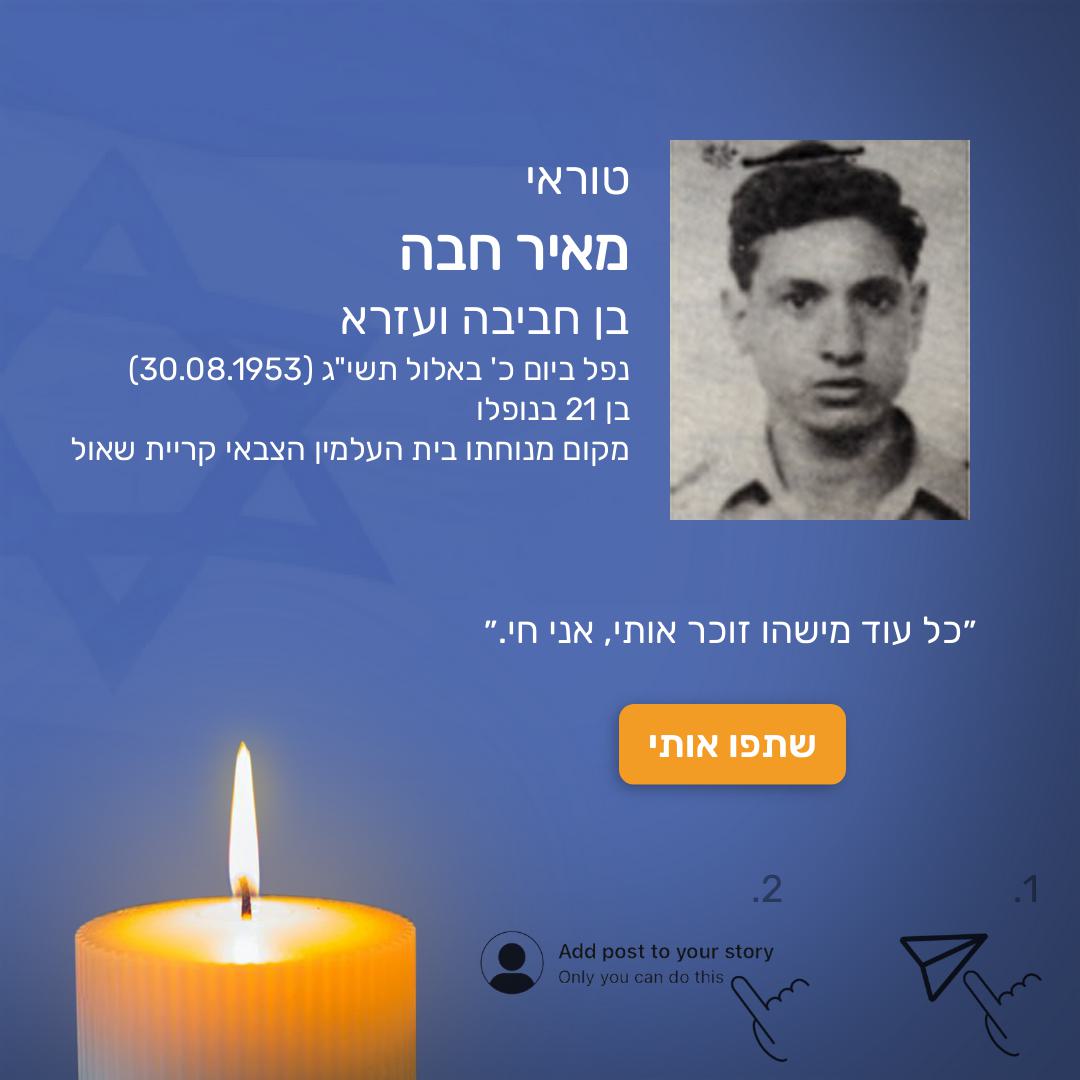 טוראי
מאיר חבה
בן חביבה ועזרא
נפל ביום כ' באלול תשי"ג (30.08.1953)
בן 21 בנופלו
מקום מנוחתו בית העלמין הצבאי קריית שאול
״כל עוד מישהו זוכר אותי, אני חי.״
שתפו אותי
1.
2.
Add post to your story
Only you can do this